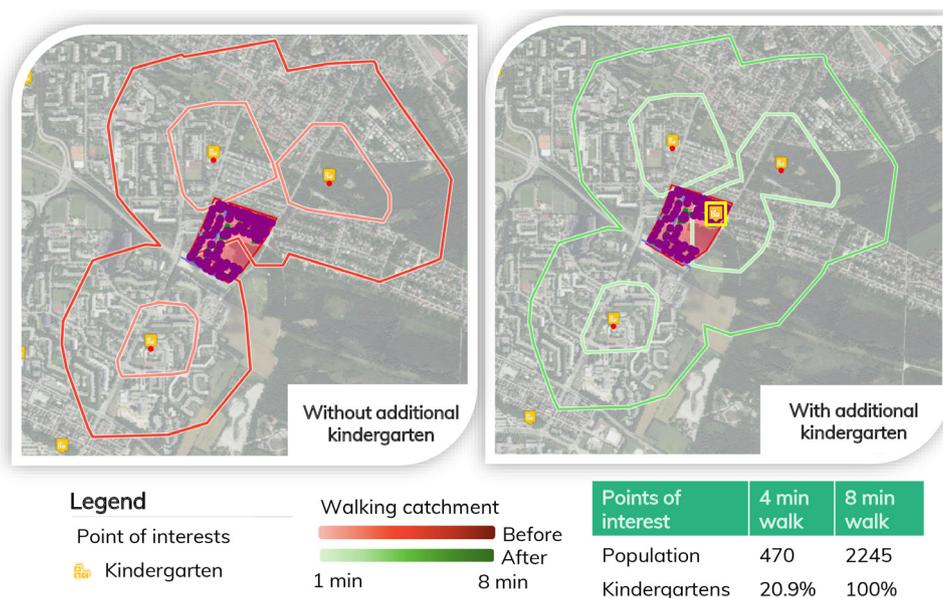 Without additional
kindergarten
With additional
kindergarten
Legend
Point of interests
Kindergarten
Walking catchment
Before
After
1 min
8 min
Points of
interest
4 min
walk
8 min
walk
Population
470
2245
Kindergartens
20.9%
100%